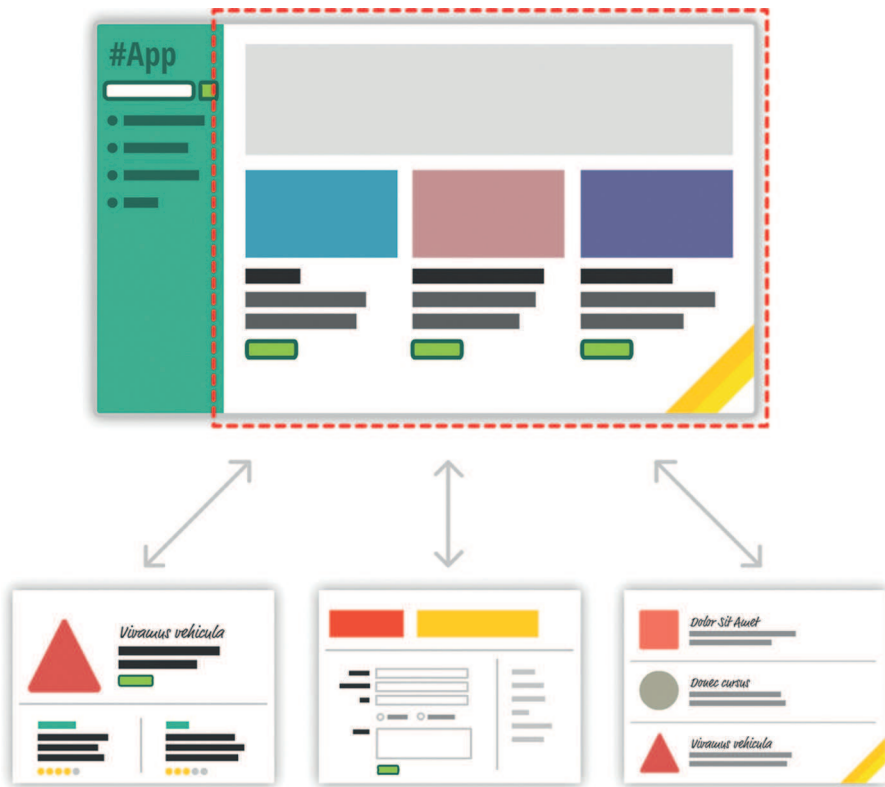 #App
Vivamus vehicula
Dolor Sit Amet
Donec cursus
Vivamus vehicula